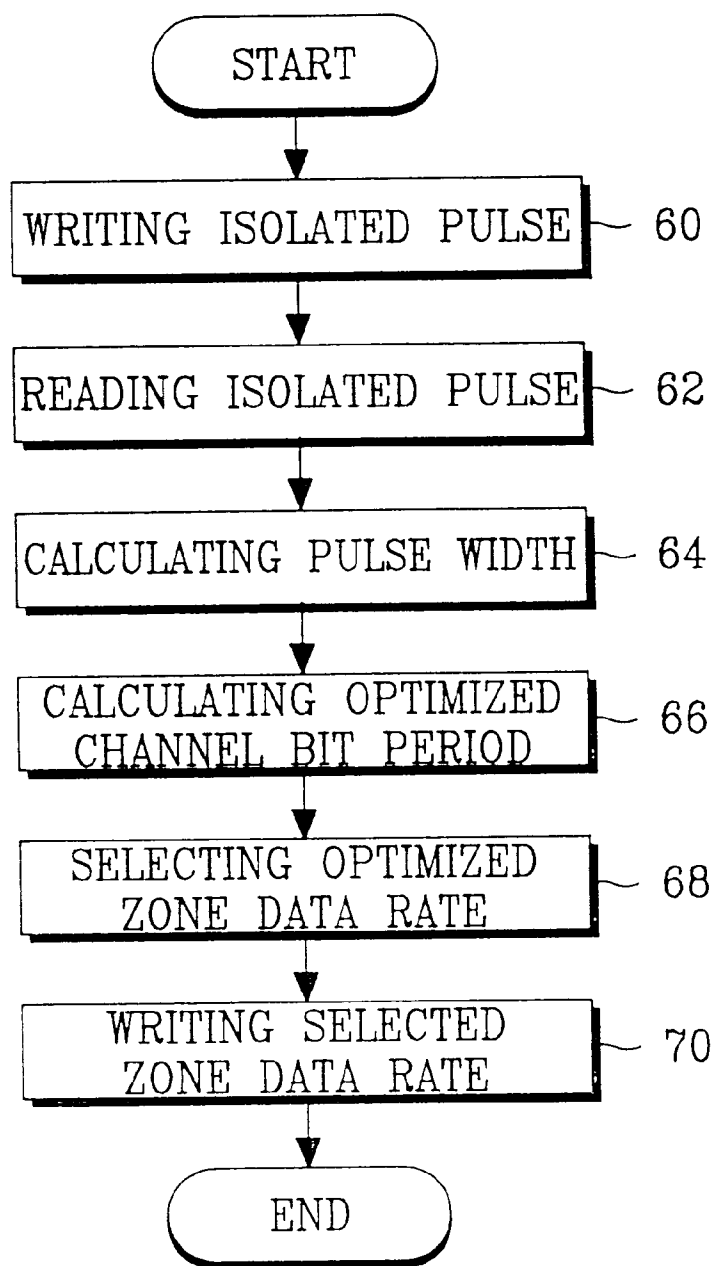 START
WRITING ISOLATED PULSE 60
READING ISOLATED PULSE 62
CALCULATING PULSE WIDTH 64
CALCULATING OPTIMIZED
CHANNEL BIT PERIOD 66
SELECTING OPTIMIZED
ZONE DATA RATE 68
WRITING SELECTED
ZONE DATA RATE 70
END